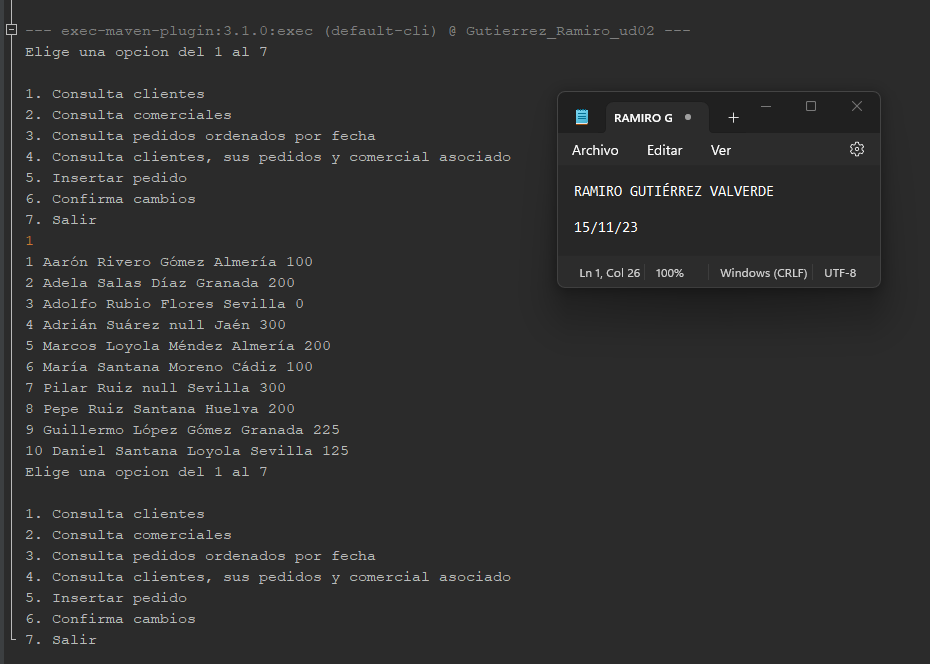 --- exec-maven-plugin:3.1.0:exec (default-cli) @ Gutierrez_Ramiro_ud02 ---
Elige una opcion del 1 al 7
1. Consulta clientes
2. Consulta comerciales
3. Consulta pedidos ordenados por fecha
4. Consulta clientes, sus pedidos y comercial asociado
5. Insertar pedido
6. Confirma cambios
7. Salir
1
1 Aarón Rivero Gómez Almería 100
2 Adela Salas Díaz Granada 200
3 Adolfo Rubio Flores Sevilla 0
4 Adrián Suárez null Jaén 300
5 Marcos Loyola Méndez Almería 200
6 María Santana Moreno Cádiz 100
7 Pilar Ruiz null Sevilla 300
8 Pepe Ruiz Santana Huelva 200
9 Guillermo López Gómez Granada 225
10 Daniel Santana Loyola Sevilla 125
Elige una opcion del 1 al 7
1. Consulta clientes
2. Consulta comerciales
3. Consulta pedidos ordenados por fecha
4. Consulta clientes, sus pedidos y comercial asociado
5. Insertar pedido
6. Confirma cambios
7. Salir
RAMIRO G
Archivo Editar Ver
RAMIRO GUTIÉRREZ VALVERDE
15/11/23
Ln 1, Col 26 100% Windows (CRLF) UTF-8